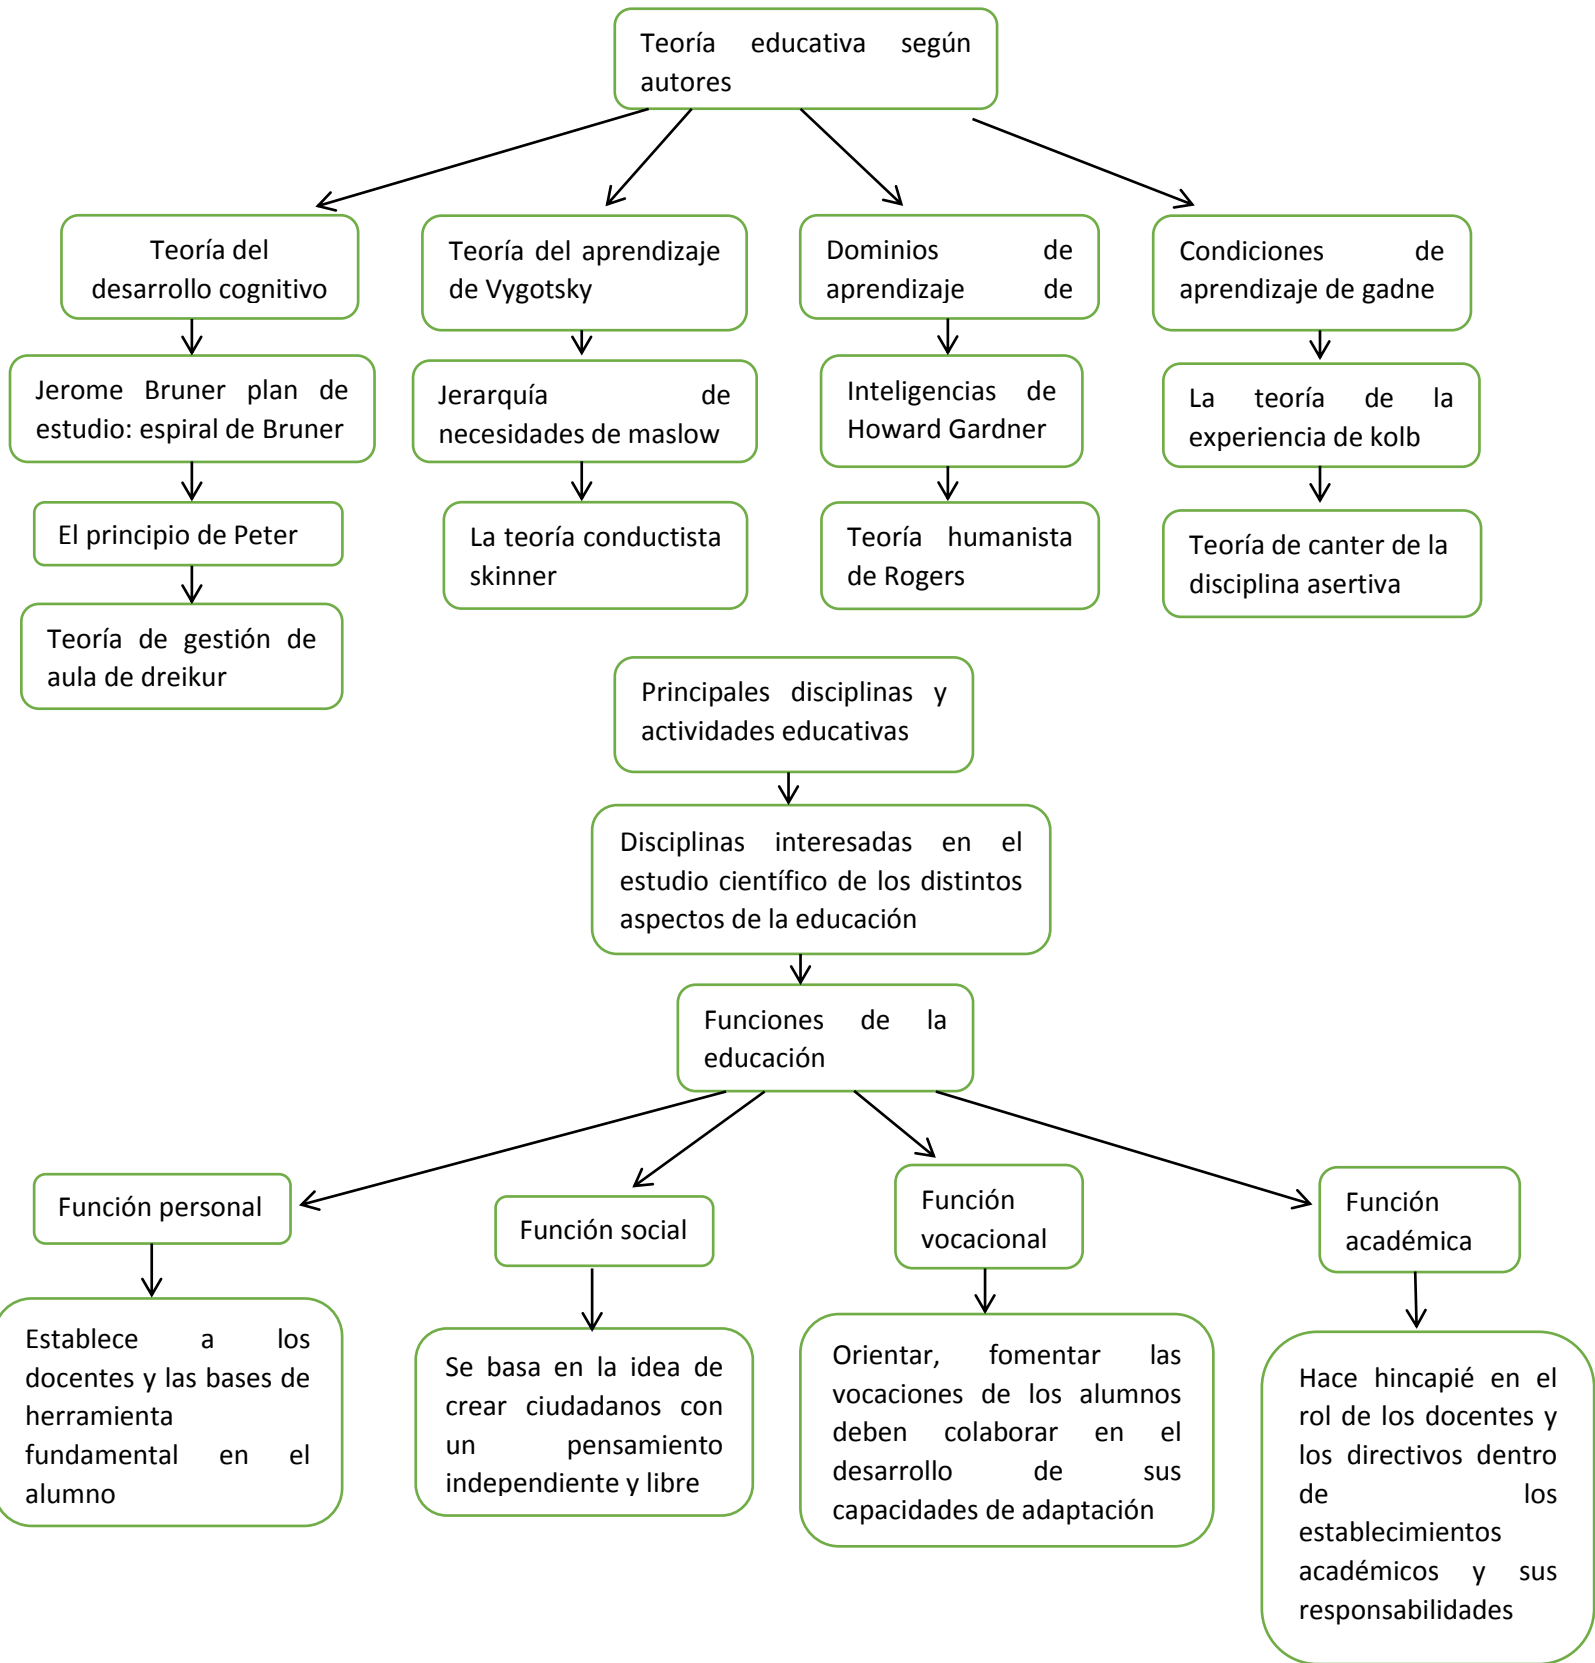 Teoría educativa según
autores
Teoría del
desarrollo cognitivo
Teoría del aprendizaje
de Vygotsky
Dominios de
aprendizaje de
Condiciones de
aprendizaje de gadne
Jerome Bruner plan de
estudio: espiral de Bruner
Jerarquía de
necesidades de maslow
Inteligencias de
Howard Gardner
La teoría de la
experiencia de kolb
El principio de Peter
La teoría conductista
skinner
Teoría humanista
de Rogers
Teoría de canter de la
disciplina asertiva
Teoría de gestión de
aula de dreikur
Principales disciplinas y
actividades educativas
Disciplinas interesadas en el
estudio científico de los distintos
aspectos de la educación
Funciones de la
educación
Función personal
Función social
Función
vocacional
Función
académica
Establece a los
docentes y las bases de
herramienta
fundamental en el
alumno
Se basa en la idea de
crear ciudadanos con
un pensamiento
independiente y libre
Orientar, fomentar las
vocaciones de los alumnos
deben colaborar en el
desarrollo de sus
capacidades de adaptación
Hace hincapié en el
rol de los docentes y
los directivos dentro
de los
establecimientos
académicos y sus
responsabilidades